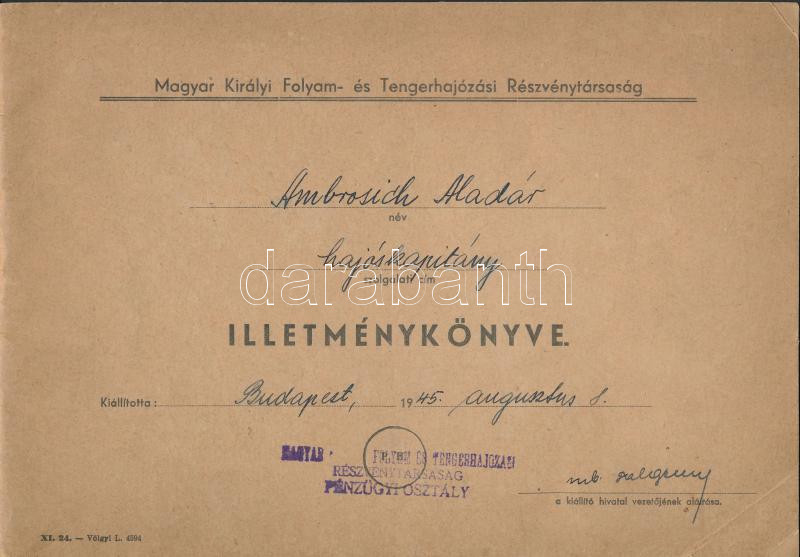 Magyar Királyi Folyam- és Tengerhajózási Részvénytársaság
Ambrosich Aladár
név
hajóskapitány
szolgálati cím
darabanth
ILLETMÉNYKÖNYVE.
Kiállította: Budapest, 1945. augusztus 8.
MAGYAR FOLYAM ÉS TENGERHAJÓZÁSI
RÉSZVÉNYTÁRSASÁG
PÉNZÜGYI OSZTÁLY
a kiállító hivatal vezetőjének aláírása.
XI. 24. — Völgyi L. 4594